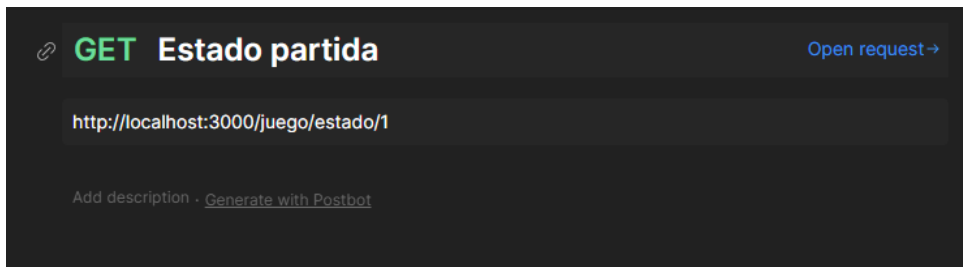 GET Estado partida Open request→
http://localhost:3000/juego/estado/1
Add description · Generate with Postbot